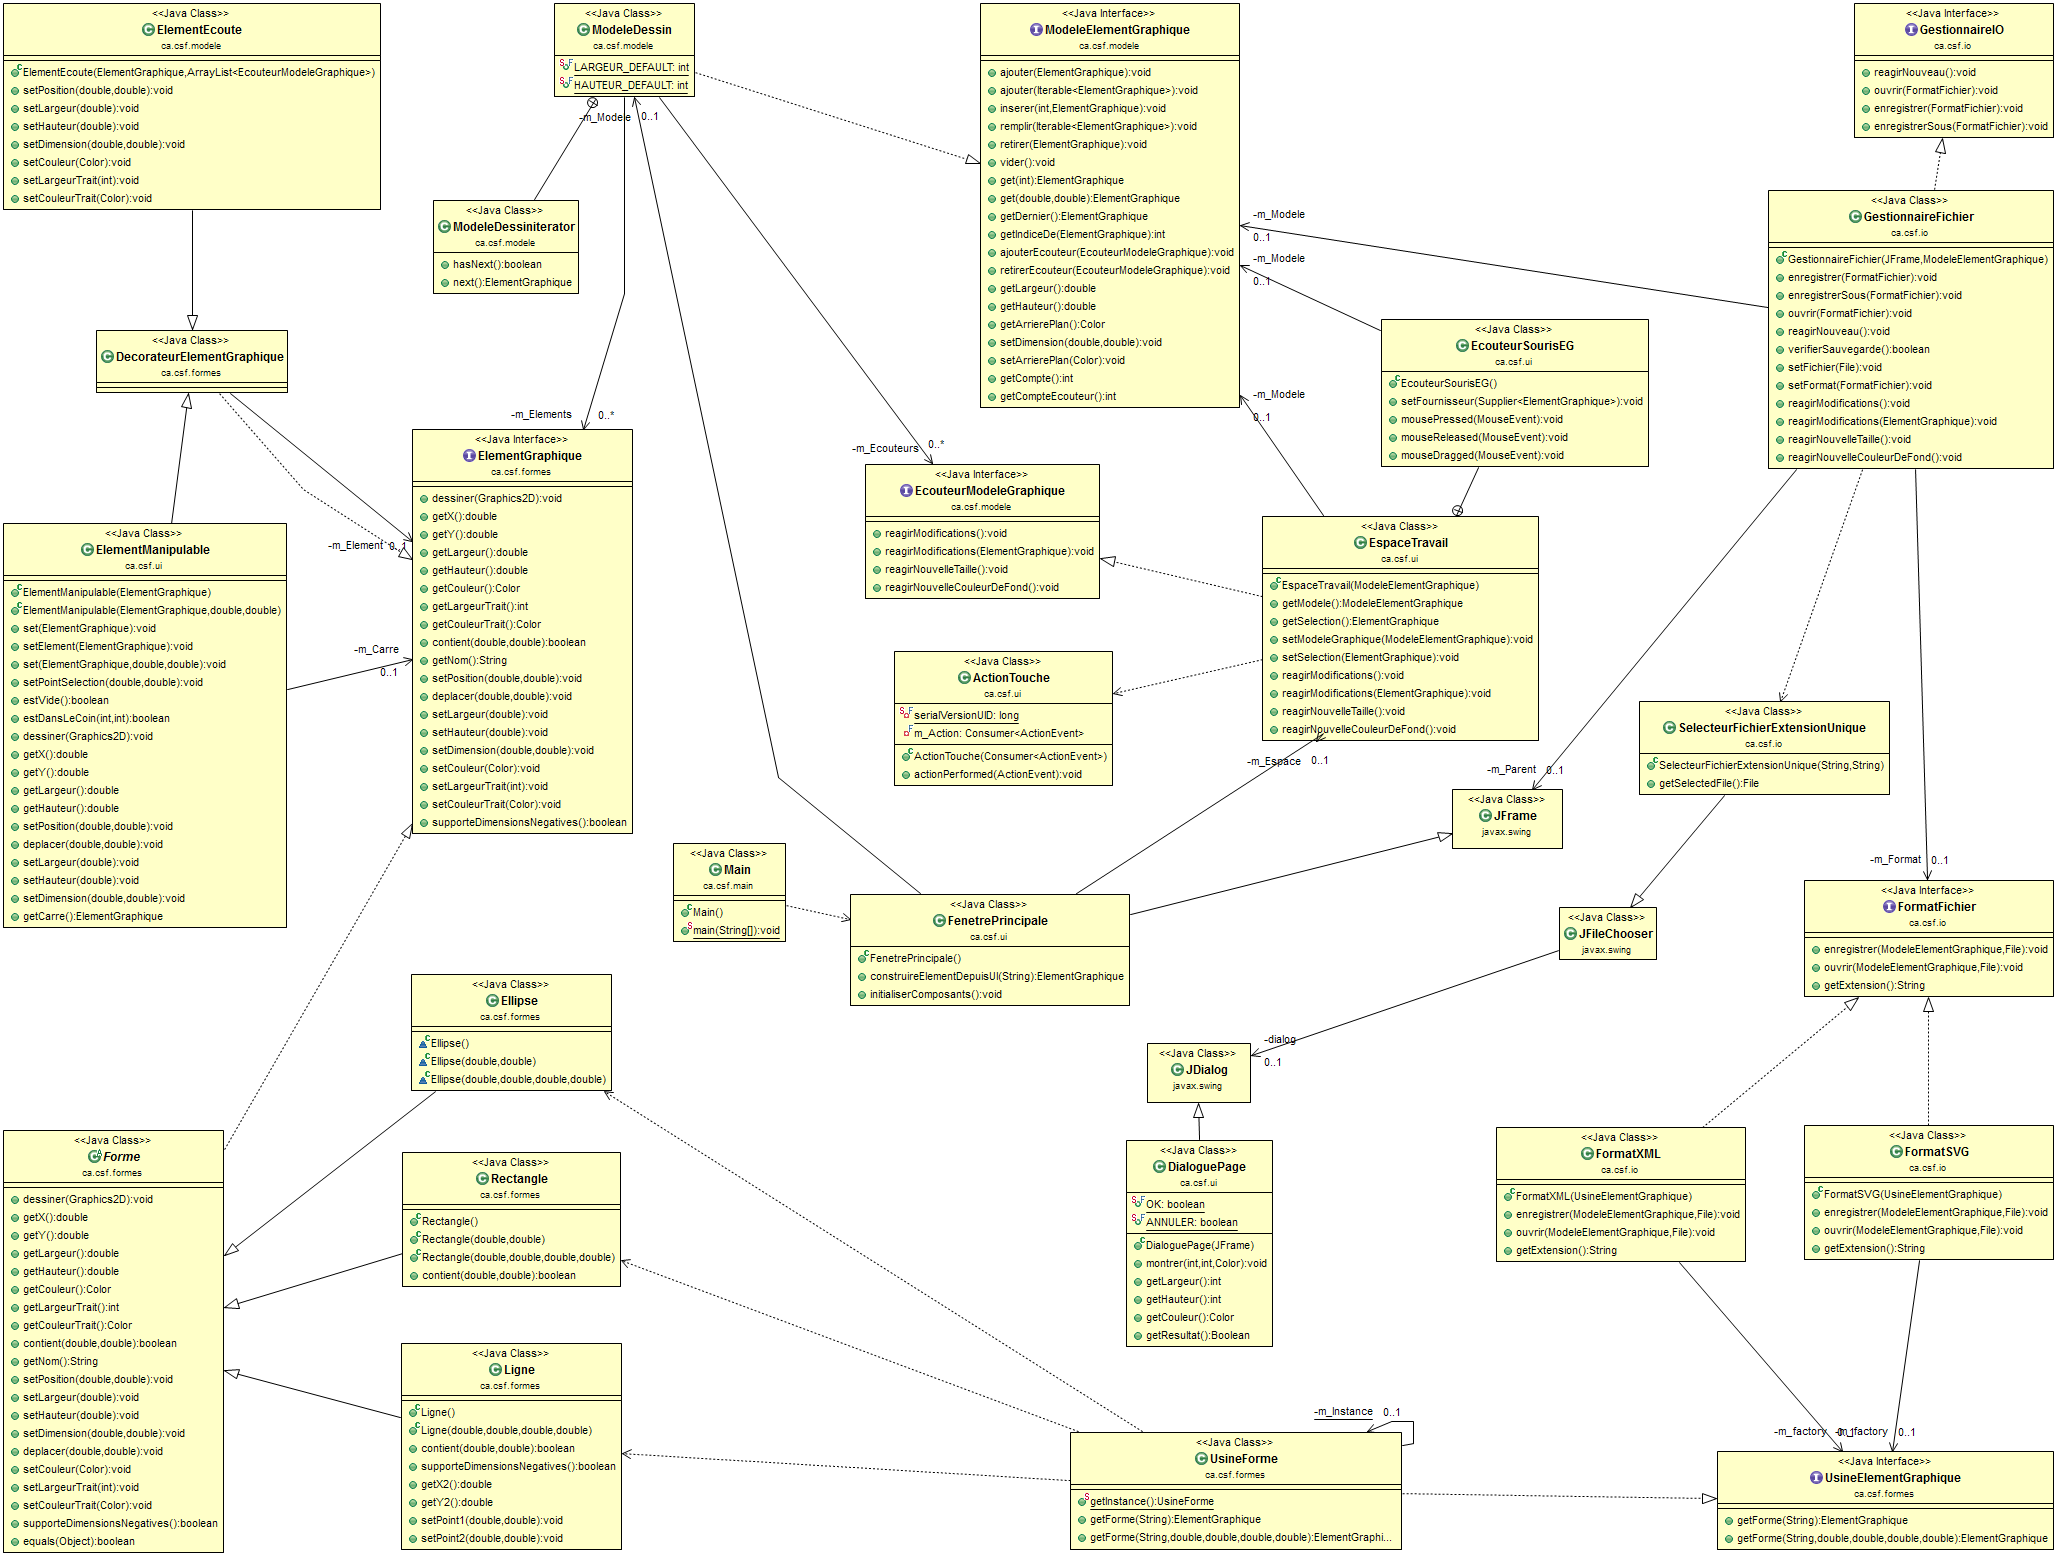 <<Java Class>>
ElementEcoute
ca.csf.modele
ElementEcoute(ElementGraphique,ArrayList<EcouteurModeleGraphique>)
setPosition(double,double):void
setLargeur(double):void
setHauteur(double):void
setDimension(double,double):void
setCouleur(Color):void
setLargeurTrait(int):void
setCouleurTrait(Color):void
<<Java Class>>
ModeleDessin
ca.csf.modele
LARGEUR_DEFAULT: int
HAUTEUR_DEFAULT: int
<<Java Interface>>
ModeleElementGraphique
ca.csf.modele
ajouter(ElementGraphique):void
ajouter(Iterable<ElementGraphique>):void
inserer(int,ElementGraphique):void
remplir(Iterable<ElementGraphique>):void
retirer(ElementGraphique):void
vider():void
get(int):ElementGraphique
get(double,double):ElementGraphique
getDernier():ElementGraphique
getIndiceDe(ElementGraphique):int
ajouterEcouteur(EcouteurModeleGraphique):void
retirerEcouteur(EcouteurModeleGraphique):void
getLargeur():double
getHauteur():double
getArrierePlan():Color
setDimension(double,double):void
setArrierePlan(Color):void
getCompte():int
getCompteEcouteur():int
<<Java Interface>>
GestionnaireIO
ca.csf.io
reagirNouveau():void
ouvrir(FormatFichier):void
enregistrer(FormatFichier):void
enregistrerSous(FormatFichier):void
-m_Modele
0..1
<<Java Class>>
ModeleDessinIterator
ca.csf.modele
hasNext():boolean
next():ElementGraphique
<<Java Class>>
GestionnaireFichier
ca.csf.io
GestionnaireFichier(JFrame,ModeleElementGraphique)
enregistrer(FormatFichier):void
enregistrerSous(FormatFichier):void
ouvrir(FormatFichier):void
reagirNouveau():void
verifierSauvegarde():boolean
setFichier(File):void
setFormat(FormatFichier):void
reagirModifications():void
reagirModifications(ElementGraphique):void
reagirNouvelleTaille():void
reagirNouvelleCouleurDeFond():void
-m_Modele
0..1
-m_Modele
0..1
-m_Modele
0..1
<<Java Class>>
EcouteurSourisEG
ca.csf.ui
EcouteurSourisEG()
setFournisseur(Supplier<ElementGraphique>):void
mousePressed(MouseEvent):void
mouseReleased(MouseEvent):void
mouseDragged(MouseEvent):void
<<Java Class>>
DecorateurElementGraphique
ca.csf.formes
-m_Elements
0..*
-m_Ecouteurs
0..*
<<Java Interface>>
ElementGraphique
ca.csf.formes
dessiner(Graphics2D):void
getX():double
getY():double
getLargeur():double
getHauteur():double
getCouleur():Color
getLargeurTrait():int
getCouleurTrait():Color
contient(double,double):boolean
getNom():String
setPosition(double,double):void
deplacer(double,double):void
setLargeur(double):void
setHauteur(double):void
setDimension(double,double):void
setCouleur(Color):void
setLargeurTrait(int):void
setCouleurTrait(Color):void
supporteDimensionsNegatives():boolean
<<Java Interface>>
EcouteurModeleGraphique
ca.csf.modele
reagirModifications():void
reagirModifications(ElementGraphique):void
reagirNouvelleTaille():void
reagirNouvelleCouleurDeFond():void
<<Java Class>>
EspaceTravail
ca.csf.ui
EspaceTravail(ModeleElementGraphique)
getModele():ModeleElementGraphique
getSelection():ElementGraphique
setModeleGraphique(ModeleElementGraphique):void
setSelection(ElementGraphique):void
reagirModifications():void
reagirModifications(ElementGraphique):void
reagirNouvelleTaille():void
reagirNouvelleCouleurDeFond():void
-m_Element
0..1
<<Java Class>>
ElementManipulable
ca.csf.ui
ElementManipulable(ElementGraphique)
ElementManipulable(ElementGraphique,double,double)
set(ElementGraphique):void
setElement(ElementGraphique):void
set(ElementGraphique,double,double):void
setPointSelection(double,double):void
estVide():boolean
estDansLeCoin(int,int):boolean
dessiner(Graphics2D):void
getX():double
getY():double
getLargeur():double
getHauteur():double
setPosition(double,double):void
deplacer(double,double):void
setLargeur(double):void
setHauteur(double):void
setDimension(double,double):void
getCarre():ElementGraphique
-m_Carre
0..1
<<Java Class>>
ActionTouche
ca.csf.ui
serialVersionUID: long
m_Action: Consumer<ActionEvent>
ActionTouche(Consumer<ActionEvent>)
actionPerformed(ActionEvent):void
-m_Espace
0..1
-m_Parent
0..1
<<Java Class>>
JFrame
javax.swing
<<Java Class>>
SelecteurFichierExtensionUnique
ca.csf.io
SelecteurFichierExtensionUnique(String,String)
getSelectedFile():File
<<Java Class>>
Main
ca.csf.main
Main()
main(String[]):void
<<Java Class>>
FenetrePrincipale
ca.csf.ui
FenetrePrincipale()
construireElementDepuisUI(String):ElementGraphique
initialiserComposants():void
<<Java Class>>
JFileChooser
javax.swing
-m_Format
0..1
<<Java Interface>>
FormatFichier
ca.csf.io
enregistrer(ModeleElementGraphique,File):void
ouvrir(ModeleElementGraphique,File):void
getExtension():String
<<Java Class>>
Ellipse
ca.csf.formes
Ellipse()
Ellipse(double,double)
Ellipse(double,double,double,double)
-dialog
0..1
<<Java Class>>
JDialog
javax.swing
<<Java Class>>
Forme
ca.csf.formes
dessiner(Graphics2D):void
getX():double
getY():double
getLargeur():double
getHauteur():double
getCouleur():Color
getLargeurTrait():int
getCouleurTrait():Color
contient(double,double):boolean
getNom():String
setPosition(double,double):void
setLargeur(double):void
setHauteur(double):void
setDimension(double,double):void
deplacer(double,double):void
setCouleur(Color):void
setLargeurTrait(int):void
setCouleurTrait(Color):void
supporteDimensionsNegatives():boolean
equals(Object):boolean
<<Java Class>>
Rectangle
ca.csf.formes
Rectangle()
Rectangle(double,double)
Rectangle(double,double,double,double)
contient(double,double):boolean
<<Java Class>>
DialoguePage
ca.csf.ui
OK: boolean
ANNULER: boolean
DialoguePage(JFrame)
montrer(int,int,Color):void
getLargeur():int
getHauteur():int
getCouleur():Color
getResultat():Boolean
<<Java Class>>
FormatXML
ca.csf.io
FormatXML(UsineElementGraphique)
enregistrer(ModeleElementGraphique,File):void
ouvrir(ModeleElementGraphique,File):void
getExtension():String
<<Java Class>>
FormatSVG
ca.csf.io
FormatSVG(UsineElementGraphique)
enregistrer(ModeleElementGraphique,File):void
ouvrir(ModeleElementGraphique,File):void
getExtension():String
<<Java Class>>
Ligne
ca.csf.formes
Ligne()
Ligne(double,double,double,double)
contient(double,double):boolean
supporteDimensionsNegatives():boolean
getX2():double
getY2():double
setPoint1(double,double):void
setPoint2(double,double):void
-m_Instance
0..1
<<Java Class>>
UsineForme
ca.csf.formes
getInstance():UsineForme
getForme(String):ElementGraphique
getForme(String,double,double,double,double):ElementGraphi...
-m_factory
0..1
-m_factory
0..1
<<Java Interface>>
UsineElementGraphique
ca.csf.formes
getForme(String):ElementGraphique
getForme(String,double,double,double,double):ElementGraphique